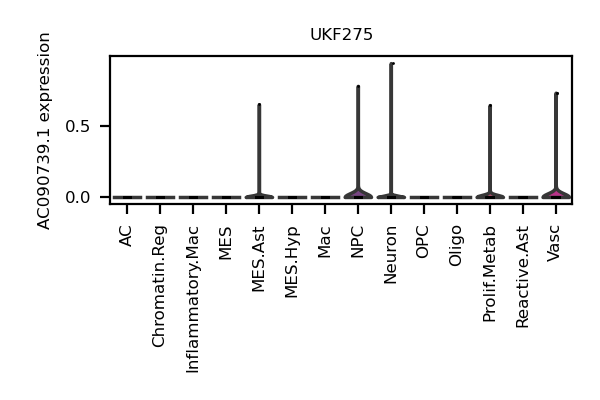 UKF275
AC090739.1 expression
0.5
0.0
AC
Chromatin.Reg
Inflammatory.Mac
MES
MES.Ast
MES.Hyp
Mac
NPC
Neuron
OPC
Oligo
Prolif.Metab
Reactive.Ast
Vasc